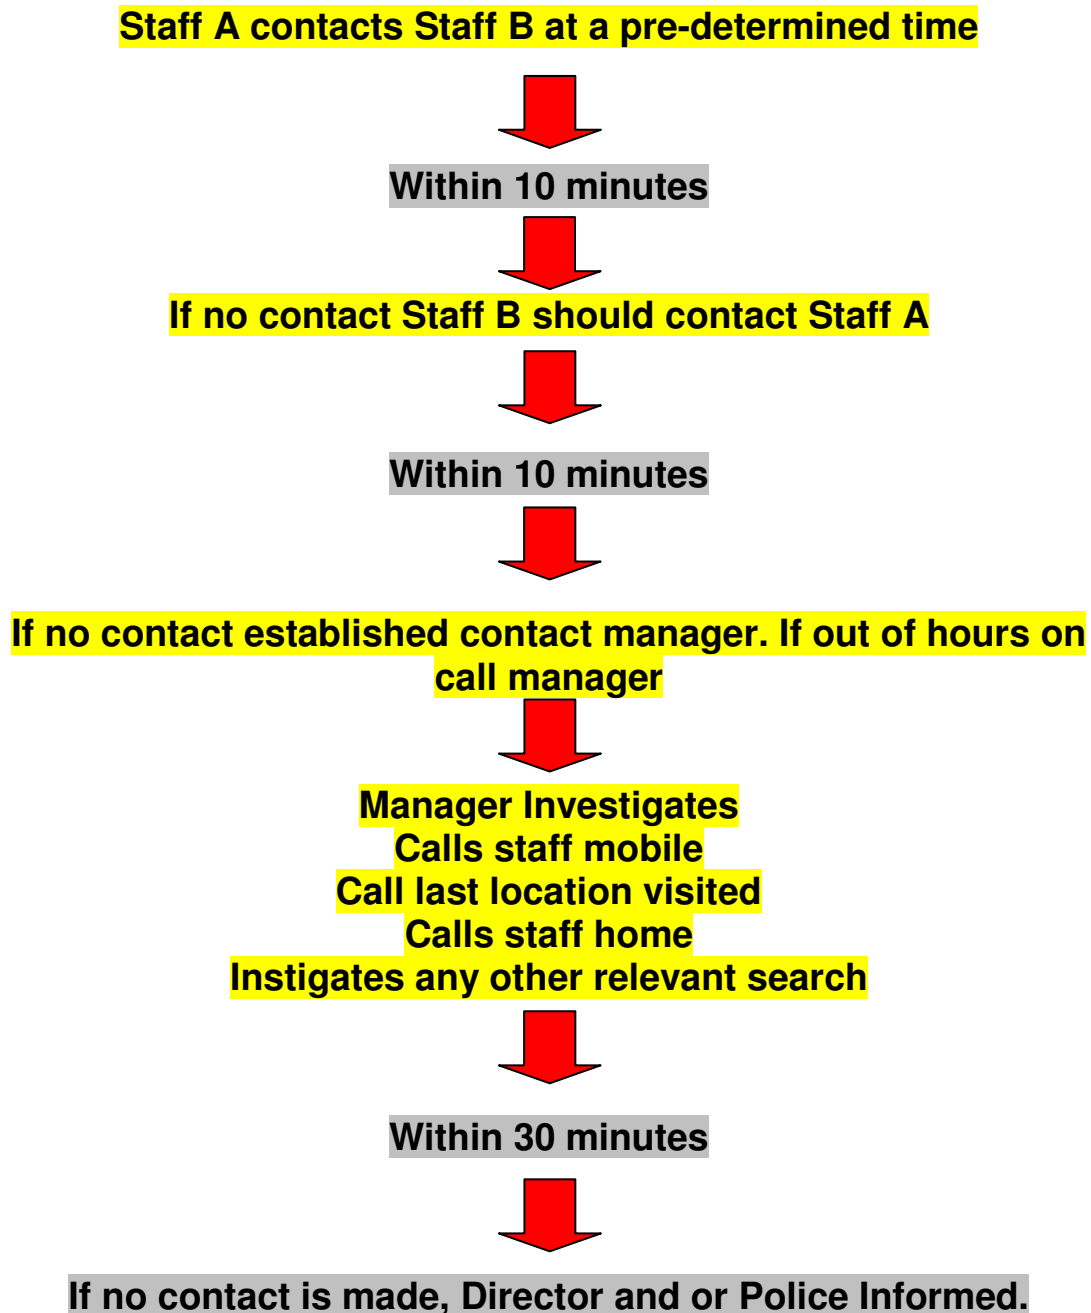 Staff A contacts Staff B at a pre-determined time
Within 10 minutes
If no contact Staff B should contact Staff A
Within 10 minutes
If no contact established contact manager. If out of hours on
call manager
Manager Investigates
Calls staff mobile
Call last location visited
Calls staff home
Instigates any other relevant search
Within 30 minutes
If no contact is made, Director and or Police Informed.